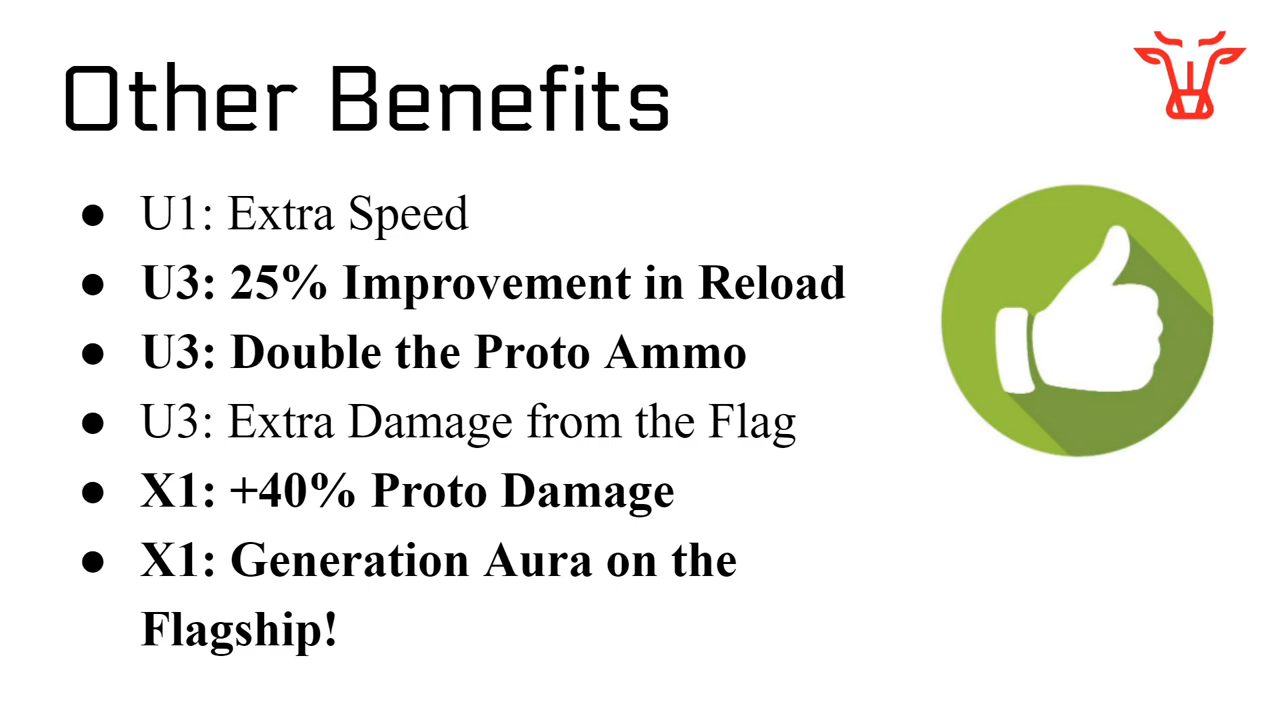 Other Benefits
● U1: Extra Speed
● U3: 25% Improvement in Reload
● U3: Double the Proto Ammo
● U3: Extra Damage from the Flag
● X1: +40% Proto Damage
● X1: Generation Aura on the
Flagship!